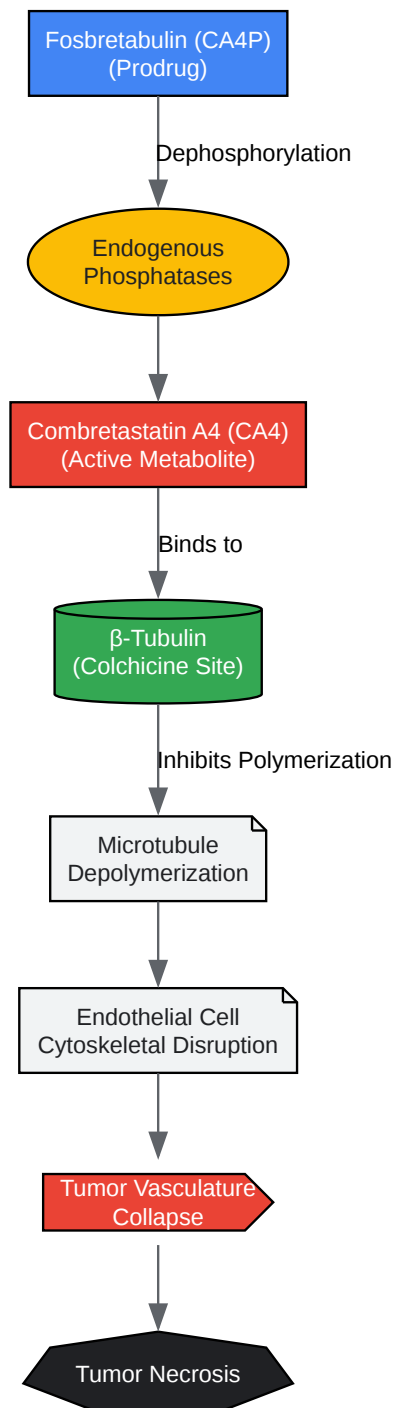 Fosbretabulin (CA4P)
(Prodrug)
Dephosphorylation
Endogenous
Phosphatases
Combretastatin A4 (CA4)
(Active Metabolite)
Binds to
β-Tubulin
(Colchicine Site)
Inhibits Polymerization
Microtubule
Depolymerization
Endothelial Cell
Cytoskeletal Disruption
Tumor Vasculature
Collapse
Tumor Necrosis